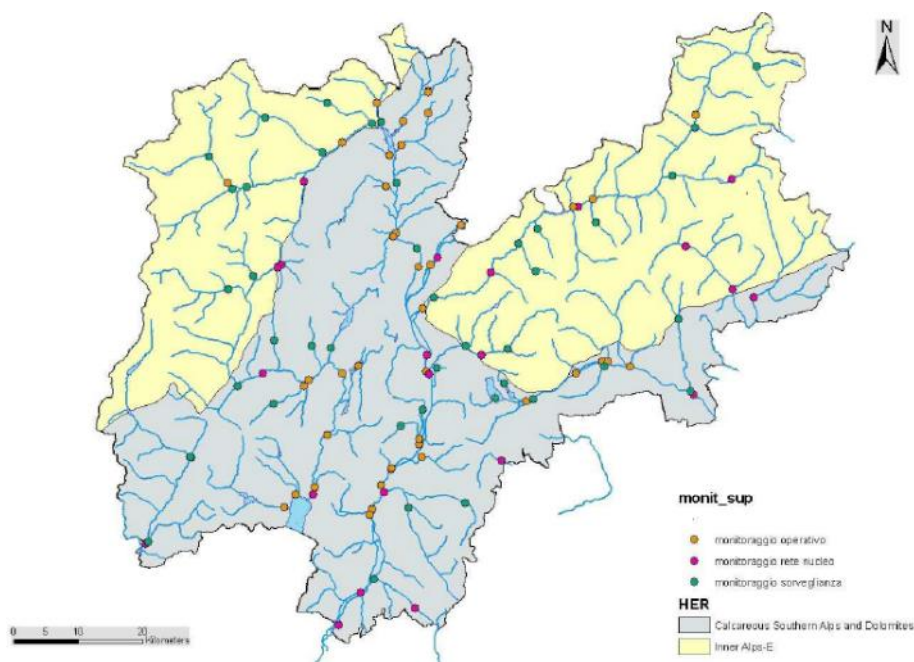 N
monit_sup
monitoraggio operativo
monitoraggio rete nucleo
monitoraggio sorveglianza
HER
Calcareous Southern Alps and Dolomites
Inner Alps-E
0 5 10 20
Kilometers